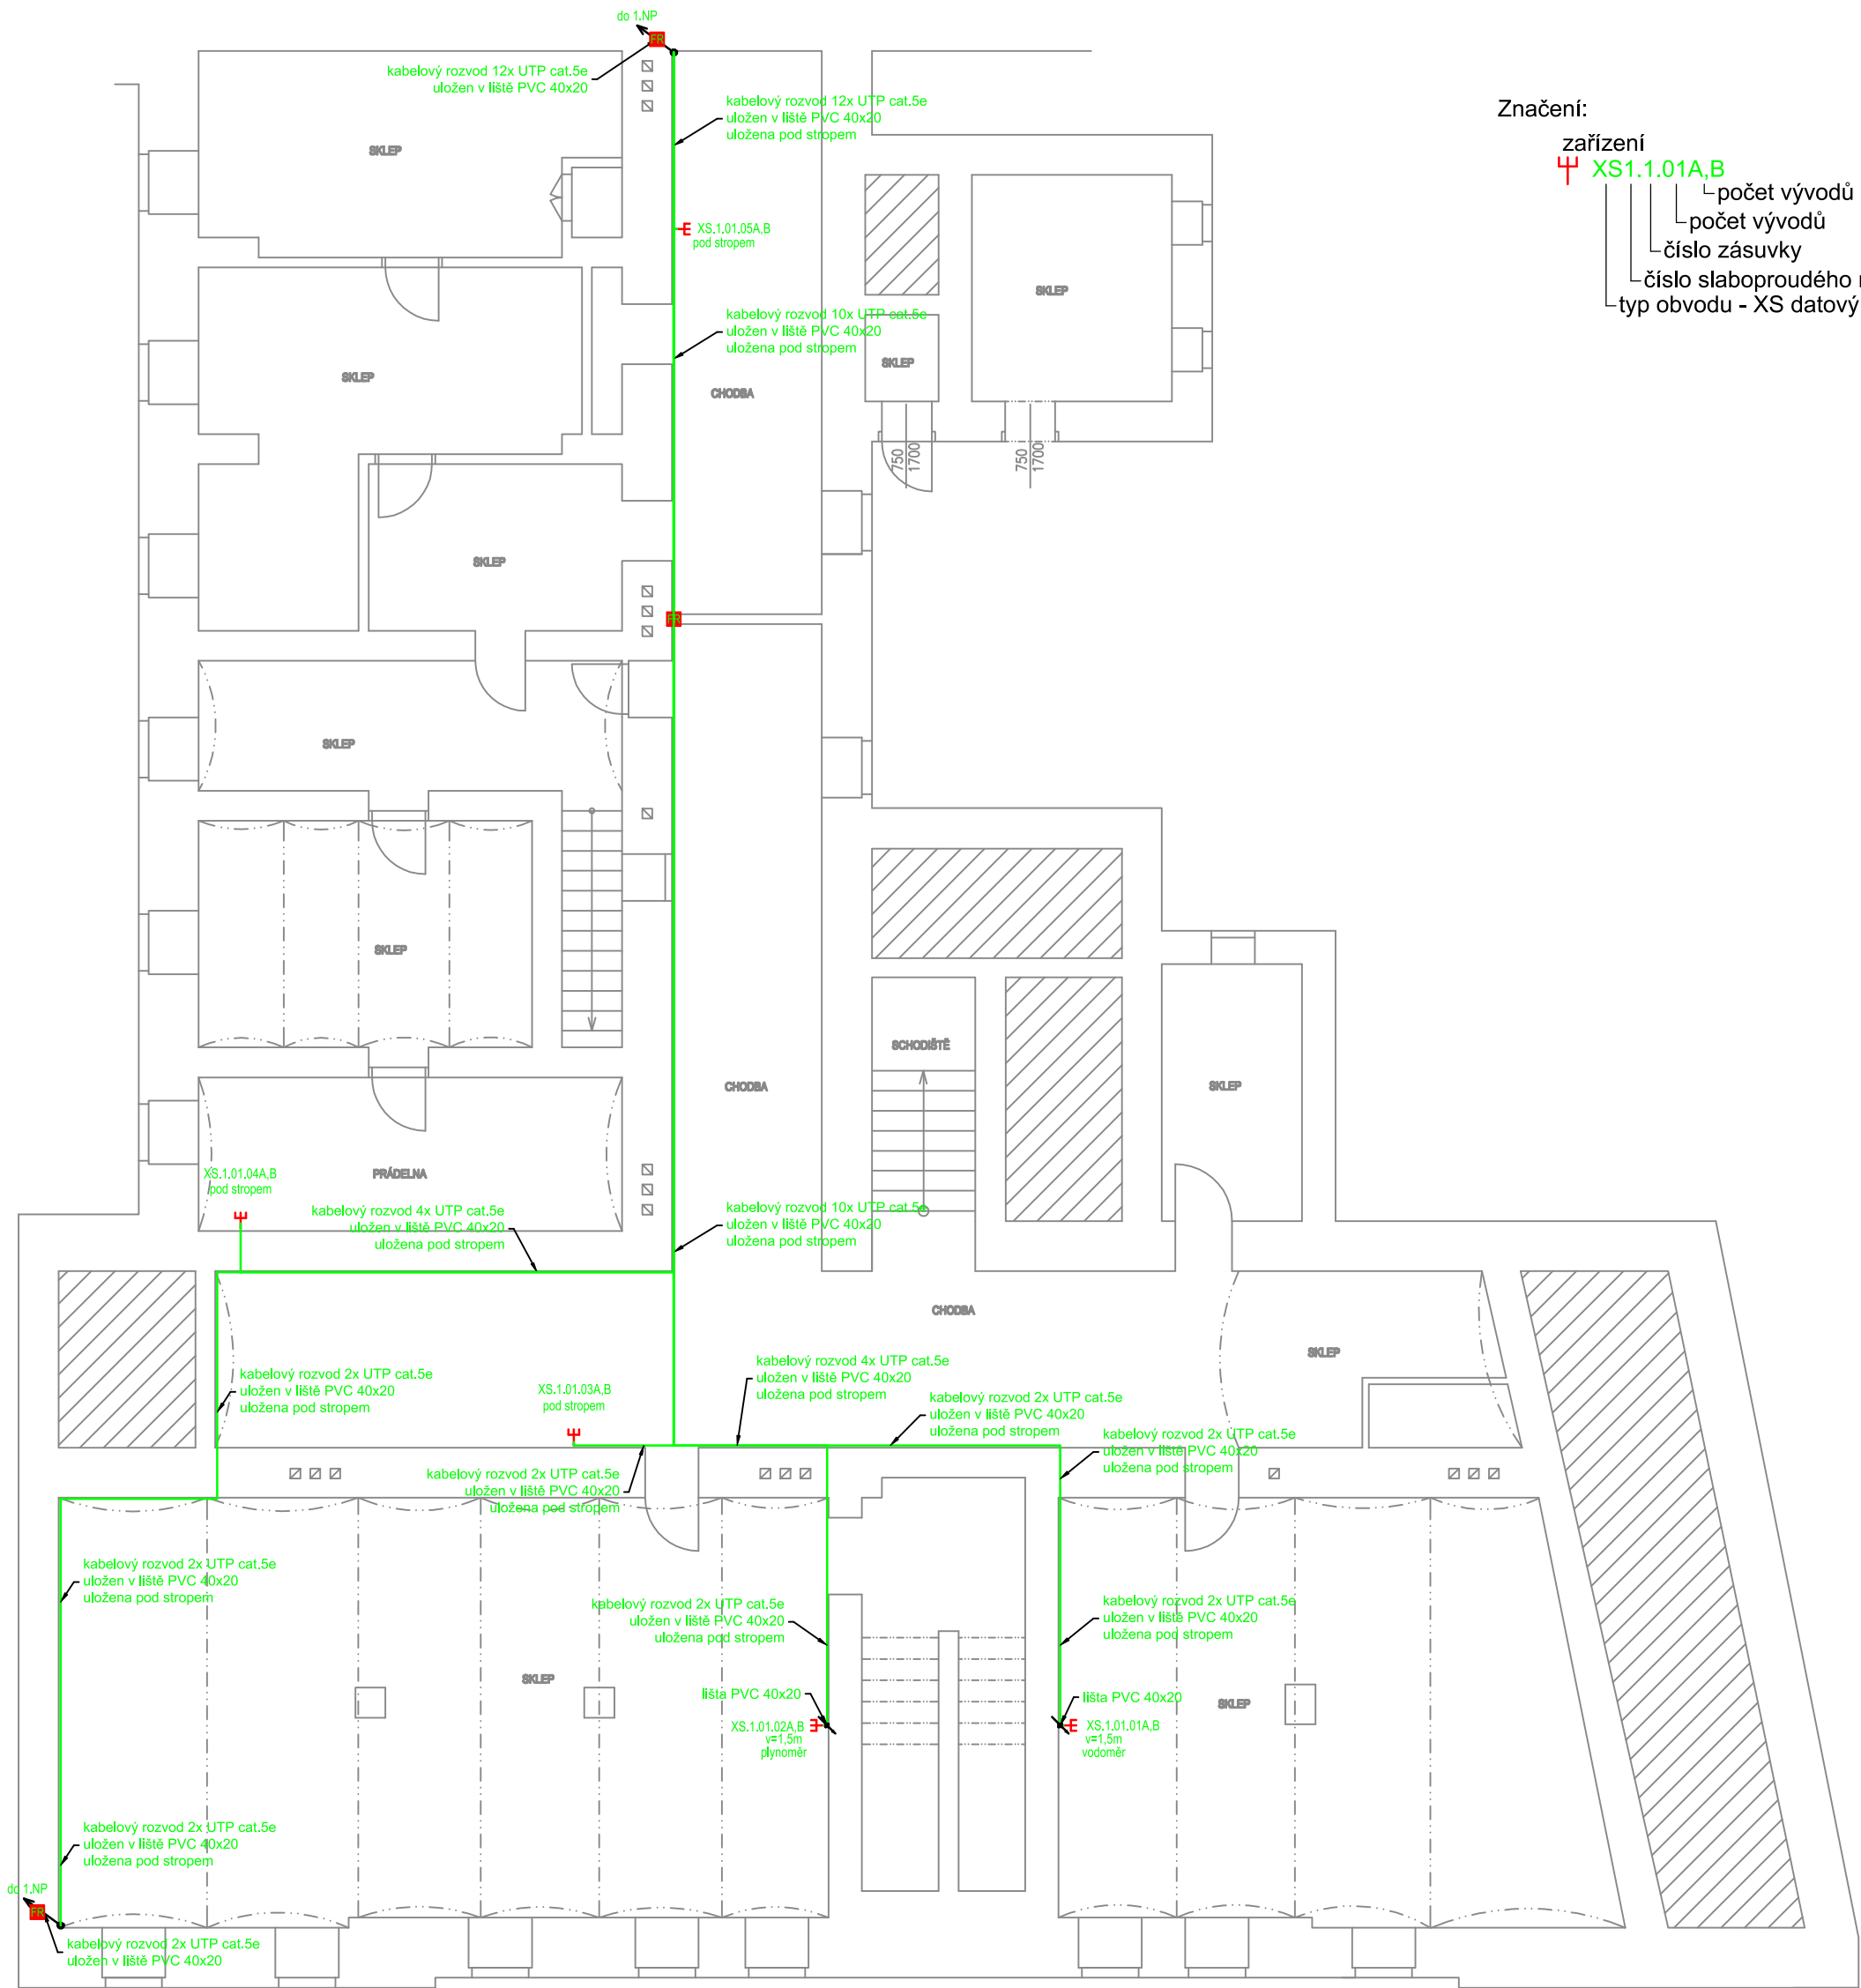 do 1.NP
FR
kabelový rozvod 12x UTP cat.5e
uložen v liště PVC 40x20
kabelový rozvod 12x UTP cat.5e
uložen v liště PVC 40x20
uložena pod stropem
Značení:
zařízení
XS1.1.01A,B
počet vývodů
počet vývodů
číslo zásuvky
číslo slaboproudého
typ obvodu - XS datový
SKLEP
XS.1.01.05A,B
pod stropem
SKLEP
kabelový rozvod 10x UTP cat.5e
uložen v liště PVC 40x20
uložena pod stropem
SKLEP
SKLEP
CHODBA
750
1700
750
1700
SKLEP
FR
SKLEP
SKLEP
SCHODIŠTĚ
CHODBA
SKLEP
PRÁDELNA
XS.1.01.04A,B
pod stropem
kabelový rozvod 4x UTP cat.5e
uložen v liště PVC 40x20
uložena pod stropem
kabelový rozvod 10x UTP cat.5e
uložen v liště PVC 40x20
uložena pod stropem
CHODBA
SKLEP
kabelový rozvod 2x UTP cat.5e
uložen v liště PVC 40x20
uložena pod stropem
XS.1.01.03A,B
pod stropem
kabelový rozvod 4x UTP cat.5e
uložen v liště PVC 40x20
uložena pod stropem
kabelový rozvod 2x UTP cat.5e
uložen v liště PVC 40x20
uložena pod stropem
kabelový rozvod 2x UTP cat.5e
uložen v liště PVC 40x20
uložena pod stropem
kabelový rozvod 2x UTP cat.5e
uložen v liště PVC 40x20
uložena pod stropem
kabelový rozvod 2x UTP cat.5e
uložen v liště PVC 40x20
uložena pod stropem
kabelový rozvod 2x UTP cat.5e
uložen v liště PVC 40x20
uložena pod stropem
kabelový rozvod 2x UTP cat.5e
uložen v liště PVC 40x20
uložena pod stropem
SKLEP
lišta PVC 40x20
XS.1.01.02A,B
v=1,5m
plynoměr
lišta PVC 40x20
XS.1.01.01A,B
v=1,5m
vodoměr
SKLEP
kabelový rozvod 2x UTP cat.5e
uložen v liště PVC 40x20
uložena pod stropem
do 1.NP
FR
kabelový rozvod 2x UTP cat.5e
uložen v liště PVC 40x20